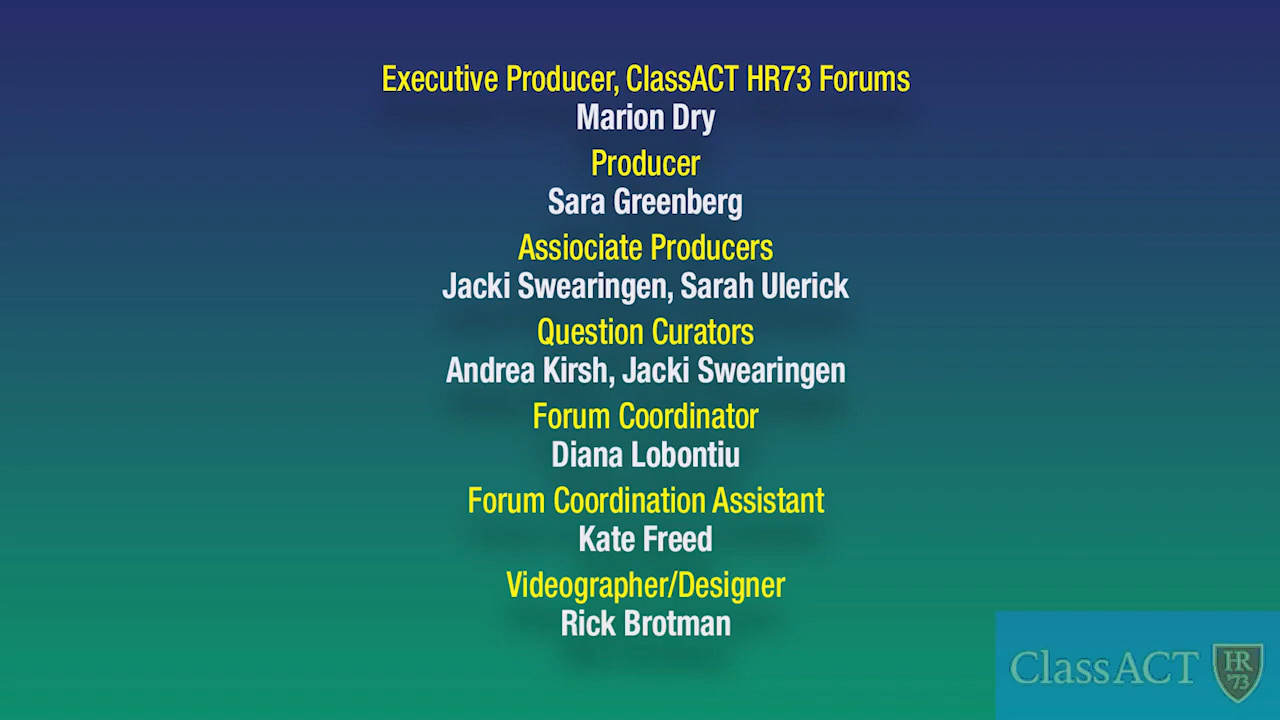 Executive Producer, ClassACT HR73 Forums
Marion Dry
Producer
Sara Greenberg
Assiociate Producers
Jacki Swearingen, Sarah Ulerick
Question Curators
Andrea Kirsh, Jacki Swearingen
Forum Coordinator
Diana Lobontiu
Forum Coordination Assistant
Kate Freed
Videographer/Designer
Rick Brotman
ClassACT
HR
'73